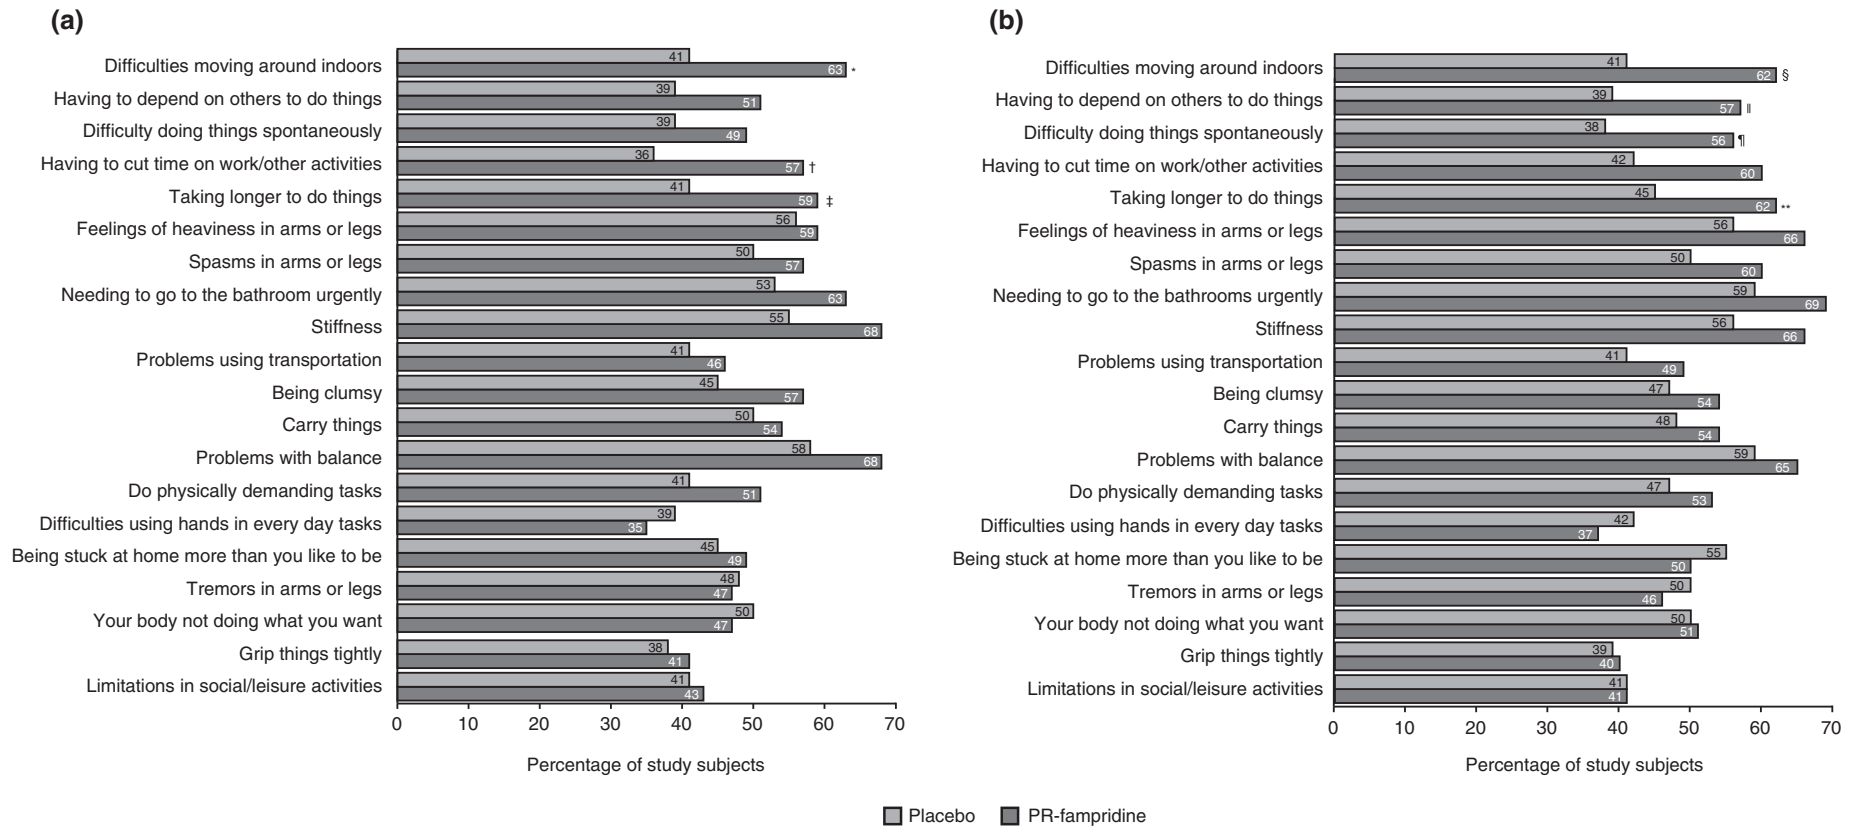 (a)
Difficulties moving around indoors 41 63 *
Having to depend on others to do things 39 51
Difficulty doing things spontaneously 39 49
Having to cut time on work/other activities 36 57 †
Taking longer to do things 41 59 ‡
Feelings of heaviness in arms or legs 56 59
Spasms in arms or legs 50 57
Needing to go to the bathroom urgently 53 63
Stiffness 55 68
Problems using transportation 41 46
Being clumsy 45 57
Carry things 50 54
Problems with balance 58 68
Do physically demanding tasks 41 51
Difficulties using hands in every day tasks 39 35
Being stuck at home more than you like to be 45 49
Tremors in arms or legs 48 47
Your body not doing what you want 50 47
Grip things tightly 38 41
Limitations in social/leisure activities 41 43
0 10 20 30 40 50 60 70
Percentage of study subjects
(b)
Difficulties moving around indoors 41 62 §
Having to depend on others to do things 39 57 ‖
Difficulty doing things spontaneously 38 56 ¶
Having to cut time on work/other activities 42 60
Taking longer to do things 45 62 **
Feelings of heaviness in arms or legs 56 66
Spasms in arms or legs 50 60
Needing to go to the bathrooms urgently 59 69
Stiffness 56 66
Problems using transportation 41 49
Being clumsy 47 54
Carry things 48 54
Problems with balance 59 65
Do physically demanding tasks 47 53
Difficulties using hands in every day tasks 42 37
Being stuck at home more than you like to be 55 50
Tremors in arms or legs 50 46
Your body not doing what you want 50 51
Grip things tightly 39 40
Limitations in social/leisure activities 41 41
0 10 20 30 40 50 60 70
Percentage of study subjects
Placebo PR-fampridine